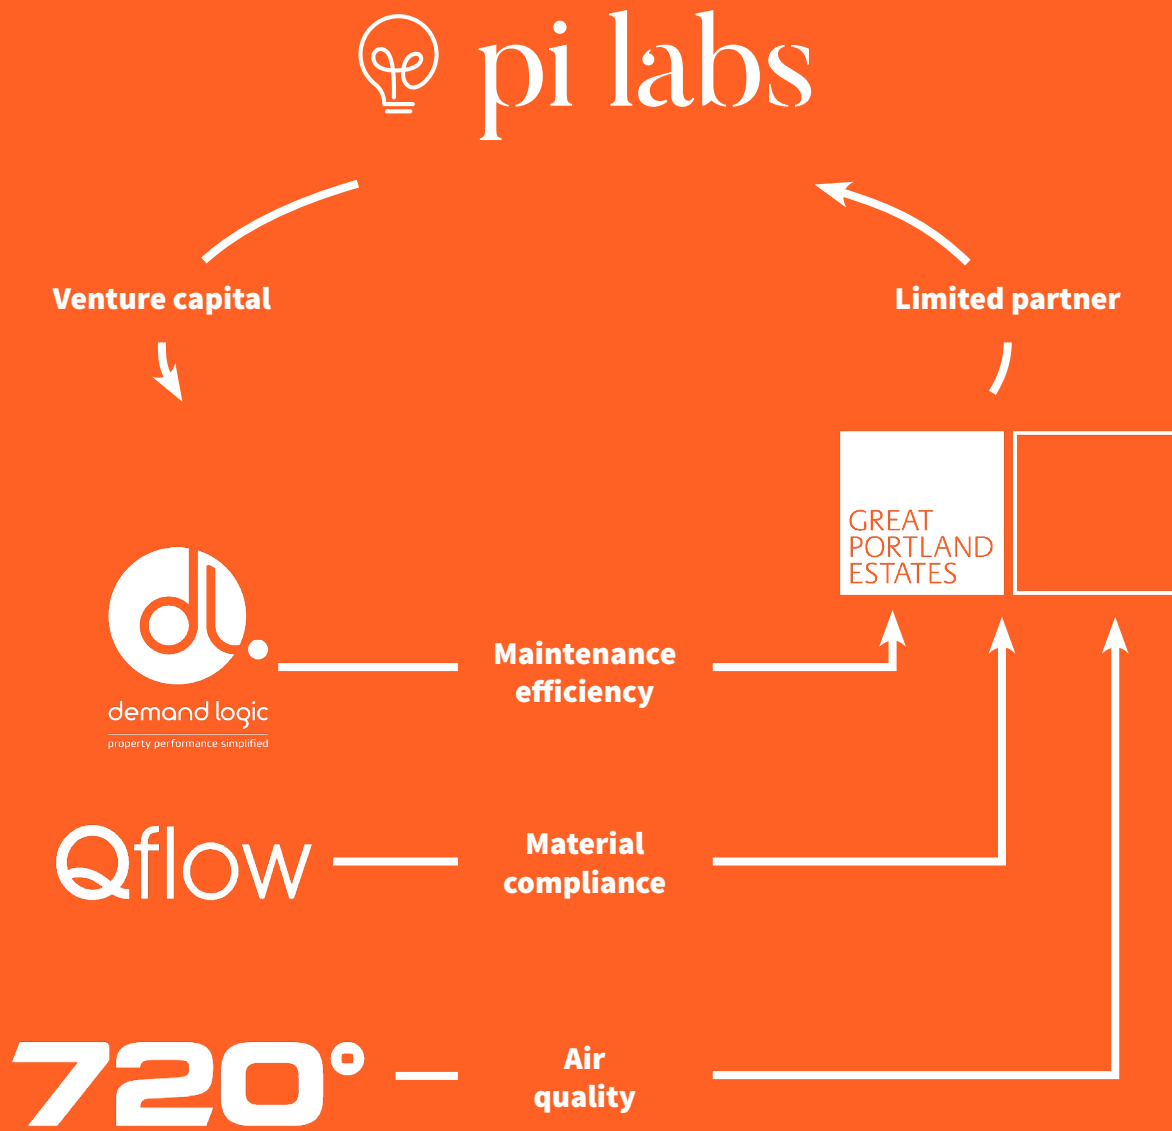 pi labs
Venture capital
Limited partner
GREAT
PORTLAND
ESTATES
dl.
demand logic
property performance simplified
Maintenance
efficiency
Qflow
Material
compliance
720°
Air
quality